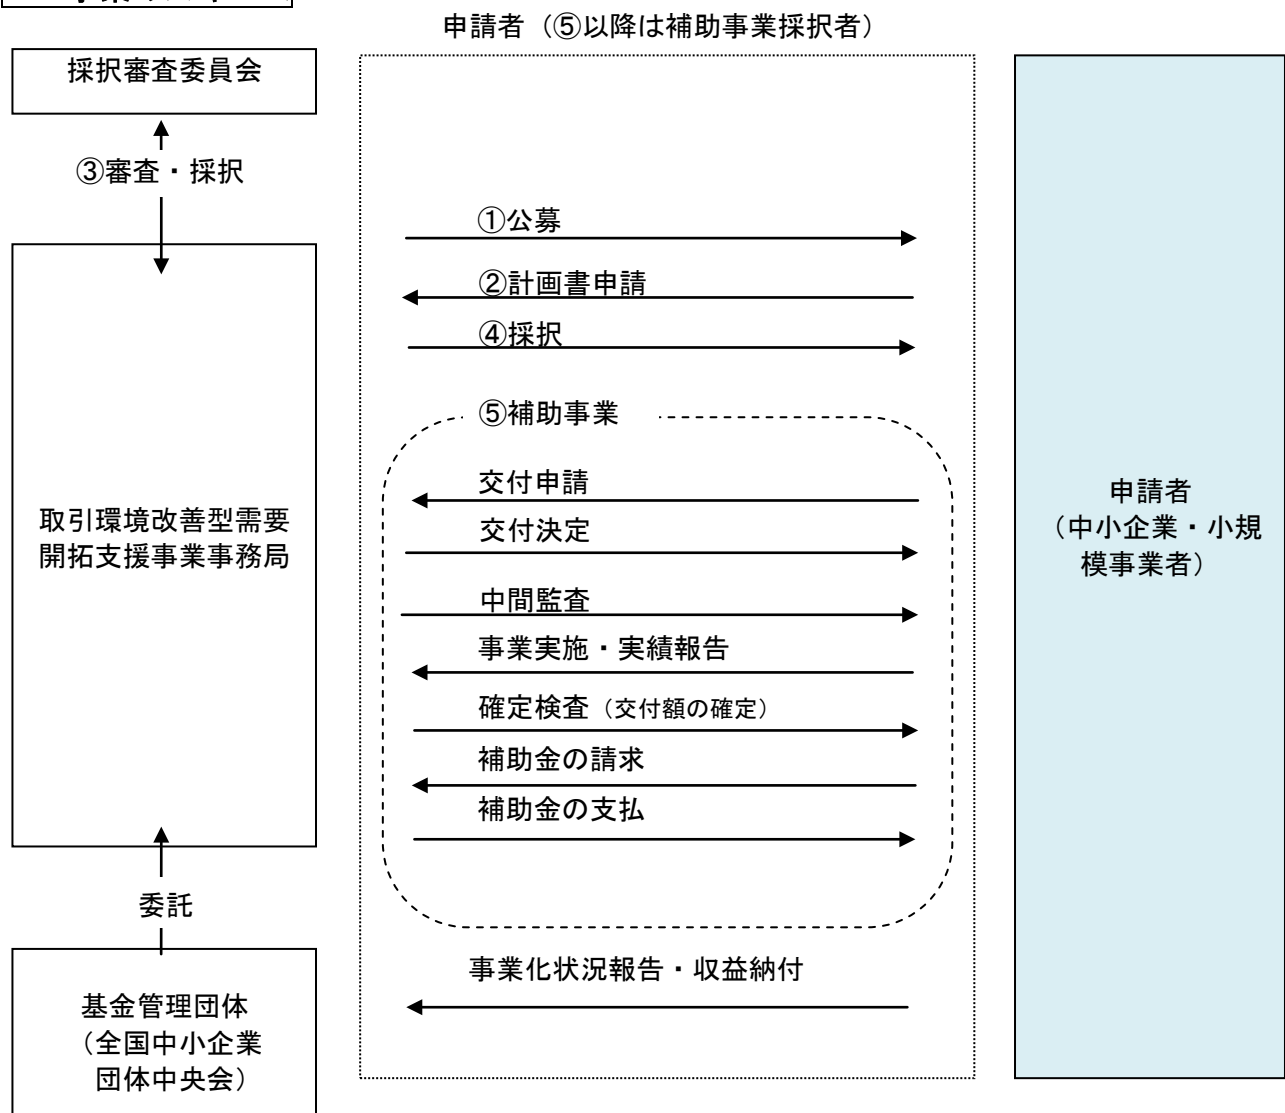 申請者（⑤以降は補助事業採択者）
採択審査委員会
③審査・採択
①公募
②計画書申請
④採択
⑤補助事業
交付申請
交付決定
中間監査
事業実施・実績報告
確定検査（交付額の確定）
補助金の請求
補助金の支払
事業化状況報告・収益納付
取引環境改善型需要
開拓支援事業事務局
委託
基金管理団体
（全国中小企業
団体中央会）
申請者
（中小企業・小規
模事業者）